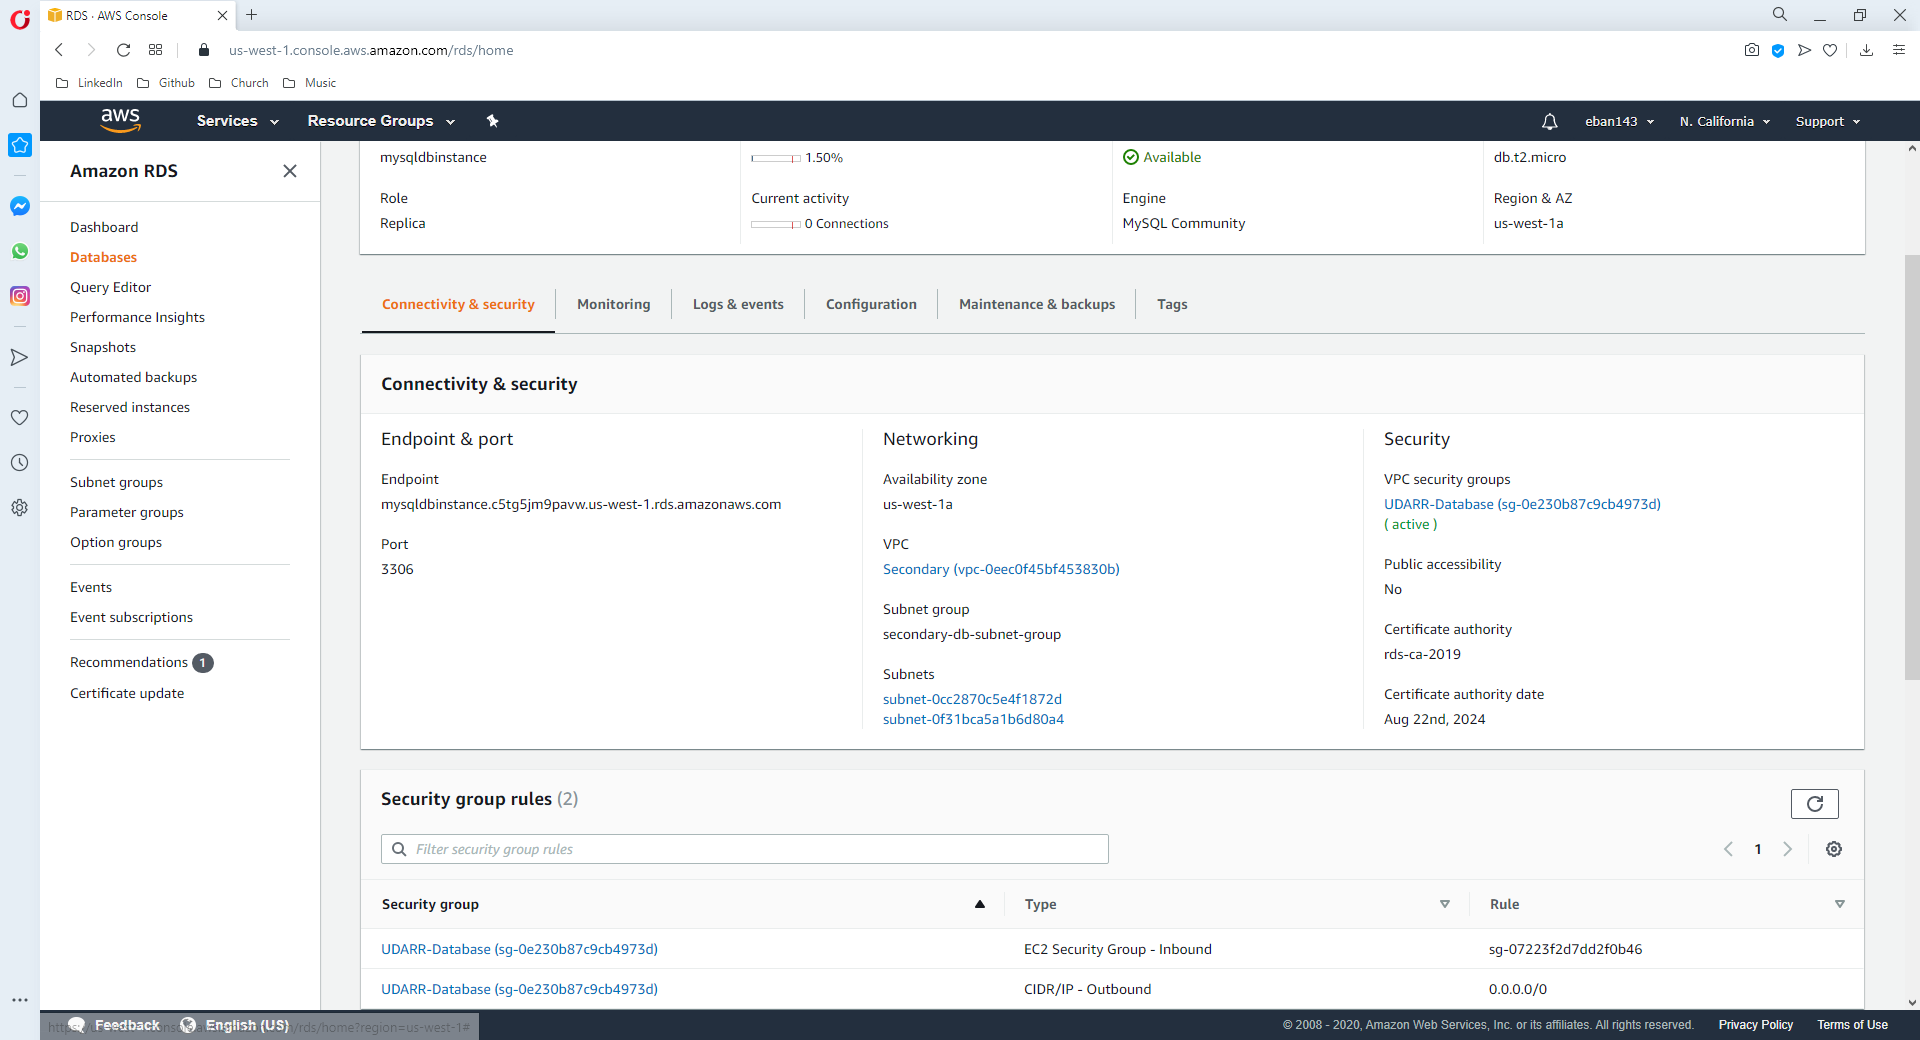 RDS · AWS Console
us-west-1.console.aws.amazon.com/rds/home
LinkedIn Github Church Music
aws Services Resource Groups eban143 N. California Support
Amazon RDS
Dashboard
Databases
Query Editor
Performance Insights
Snapshots
Automated backups
Reserved instances
Proxies
Subnet groups
Parameter groups
Option groups
Events
Event subscriptions
Recommendations 1
Certificate update
mysqldbinstance 1.50% Available db.t2.micro
Role Current activity Engine Region & AZ
Replica 0 Connections MySQL Community us-west-1a
Connectivity & security Monitoring Logs & events Configuration Maintenance & backups Tags
Connectivity & security
Endpoint & port
Endpoint
mysqldbinstance.c5tg5jm9pavw.us-west-1.rds.amazonaws.com
Port
3306
Networking
Availability zone
us-west-1a
VPC
Secondary (vpc-0eec0f45bf453830b)
Subnet group
secondary-db-subnet-group
Subnets
subnet-0cc2870c5e4f1872d
subnet-0f31bca5a1b6d80a4
Security
VPC security groups
UDARR-Database (sg-0e230b87c9cb4973d)
( active )
Public accessibility
No
Certificate authority
rds-ca-2019
Certificate authority date
Aug 22nd, 2024
Security group rules (2)
Filter security group rules
1
Security group Type Rule
UDARR-Database (sg-0e230b87c9cb4973d) EC2 Security Group - Inbound sg-07223f2d7dd2f0b46
UDARR-Database (sg-0e230b87c9cb4973d) CIDR/IP - Outbound 0.0.0.0/0
Feedback English (US)
/rds/home?region=us-west-1#
© 2008 - 2020, Amazon Web Services, Inc. or its affiliates. All rights reserved. Privacy Policy Terms of Use